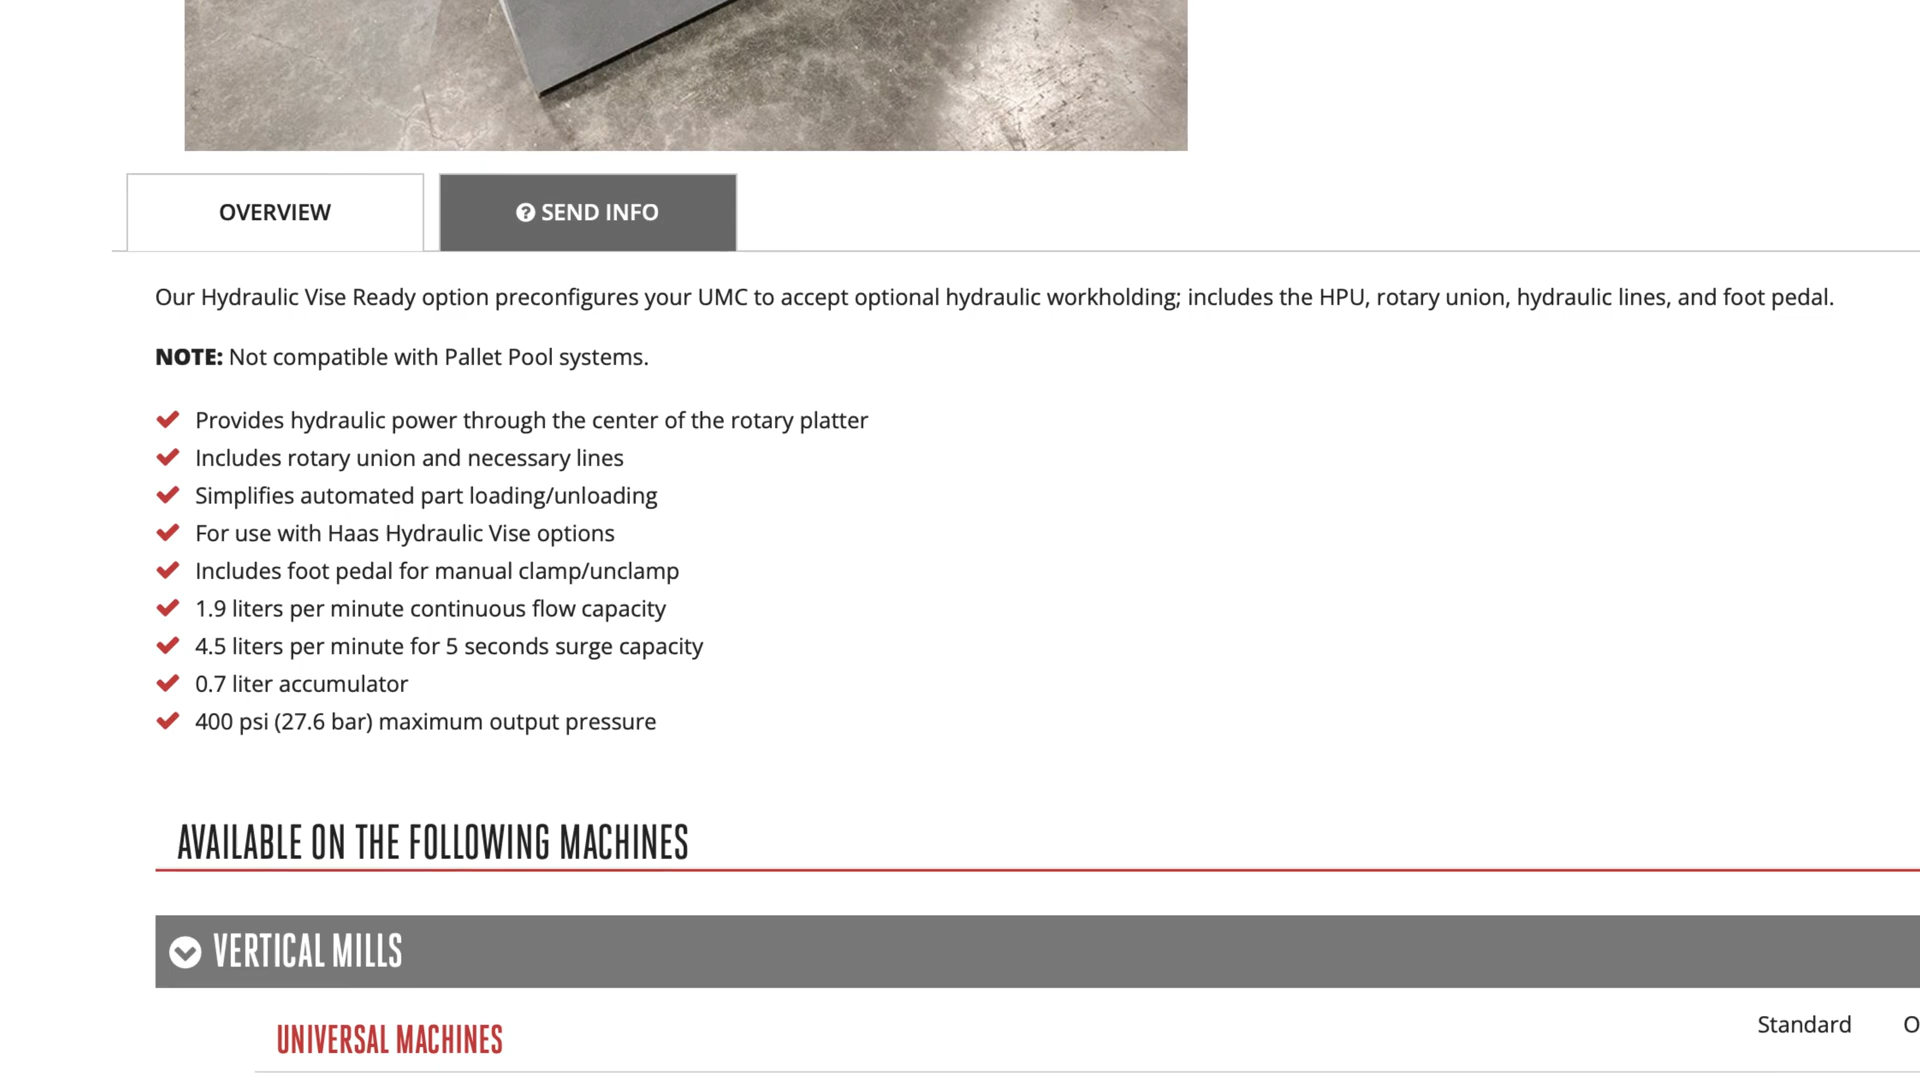 OVERVIEW
SEND INFO
Our Hydraulic Vise Ready option preconfigures your UMC to accept optional hydraulic workholding; includes the HPU, rotary union, hydraulic lines, and foot pedal.
NOTE: Not compatible with Pallet Pool systems.
Provides hydraulic power through the center of the rotary platter
Includes rotary union and necessary lines
Simplifies automated part loading/unloading
For use with Haas Hydraulic Vise options
Includes foot pedal for manual clamp/unclamp
1.9 liters per minute continuous flow capacity
4.5 liters per minute for 5 seconds surge capacity
0.7 liter accumulator
400 psi (27.6 bar) maximum output pressure
AVAILABLE ON THE FOLLOWING MACHINES
VERTICAL MILLS
UNIVERSAL MACHINES
Standard